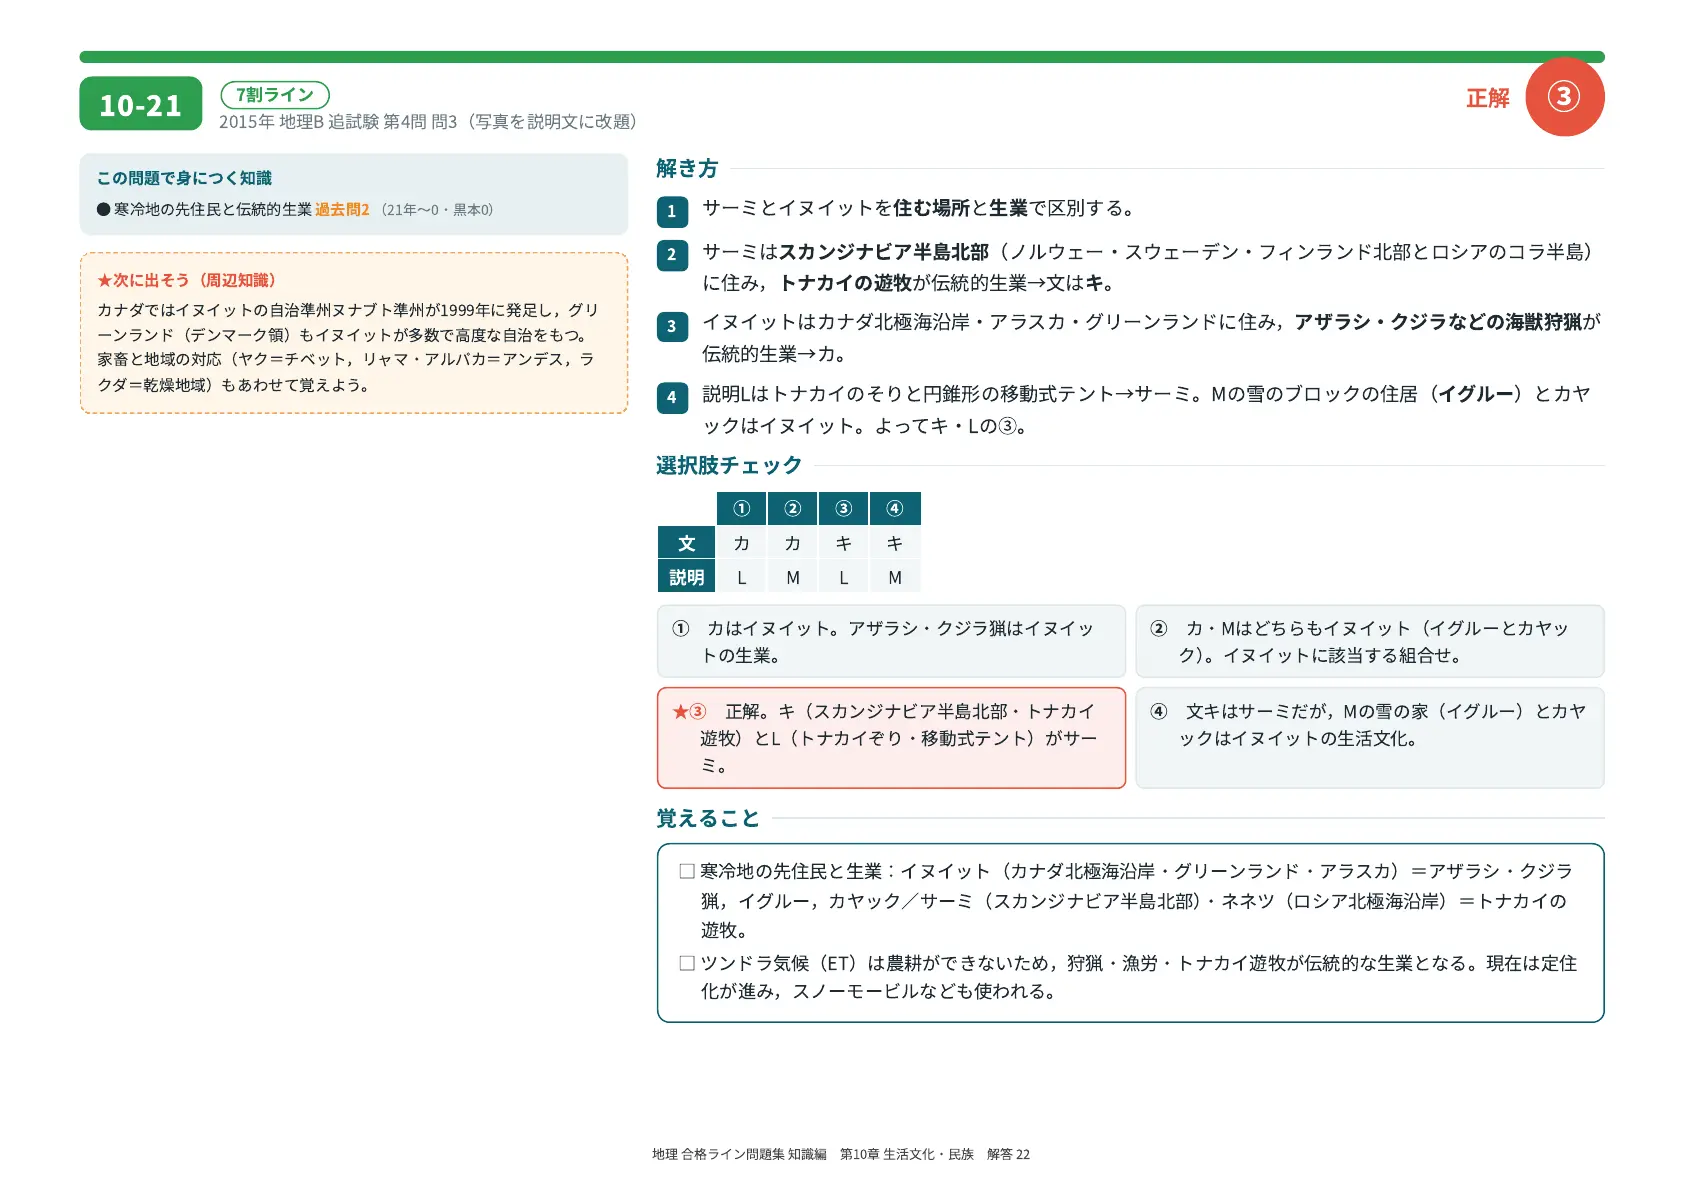 10-21
7割ライン
2015年 地理B 追試験 第4問 問3（写真を説明文に改題）
正解 ③
この問題で身につく知識
● 寒冷地の先住民と伝統的生業 過去問2 （21年〜0・黒本0）
★次に出そう（周辺知識）
カナダではイヌイットの自治準州ヌナブト準州が1999年に発足し，グリ
ーンランド（デンマーク領）もイヌイットが多数で高度な自治をもつ。
家畜と地域の対応（ヤク＝チベット，リャマ・アルパカ＝アンデス，ラ
クダ＝乾燥地域）もあわせて覚えよう。
解き方
1 サーミとイヌイットを住む場所と生業で区別する。
2 サーミはスカンジナビア半島北部（ノルウェー・スウェーデン・フィンランド北部とロシアのコラ半島）
に住み，トナカイの遊牧が伝統的生業→文はキ。
3 イヌイットはカナダ北極海沿岸・アラスカ・グリーンランドに住み，アザラシ・クジラなどの海獣狩猟が
伝統的生業→カ。
4 説明Lはトナカイのそりと円錐形の移動式テント→サーミ。Mの雪のブロックの住居（イグルー）とカヤ
ックはイヌイット。よってキ・Lの③。
選択肢チェック
① ② ③ ④
文 カ カ キ キ
説明 L M L M
① カはイヌイット。アザラシ・クジラ猟はイヌイッ
トの生業。
② カ・Mはどちらもイヌイット（イグルーとカヤッ
ク）。イヌイットに該当する組合せ。
★③ 正解。キ（スカンジナビア半島北部・トナカイ
遊牧）とL（トナカイぞり・移動式テント）がサー
ミ。
④ 文キはサーミだが，Mの雪の家（イグルー）とカヤ
ックはイヌイットの生活文化。
覚えること
□ 寒冷地の先住民と生業：イヌイット（カナダ北極海沿岸・グリーンランド・アラスカ）＝アザラシ・クジラ
猟，イグルー，カヤック／サーミ（スカンジナビア半島北部）・ネネツ（ロシア北極海沿岸）＝トナカイの
遊牧。
□ ツンドラ気候（ET）は農耕ができないため，狩猟・漁労・トナカイ遊牧が伝統的な生業となる。現在は定住
化が進み，スノーモービルなども使われる。
地理 合格ライン問題集 知識編 第10章 生活文化・民族 解答 22